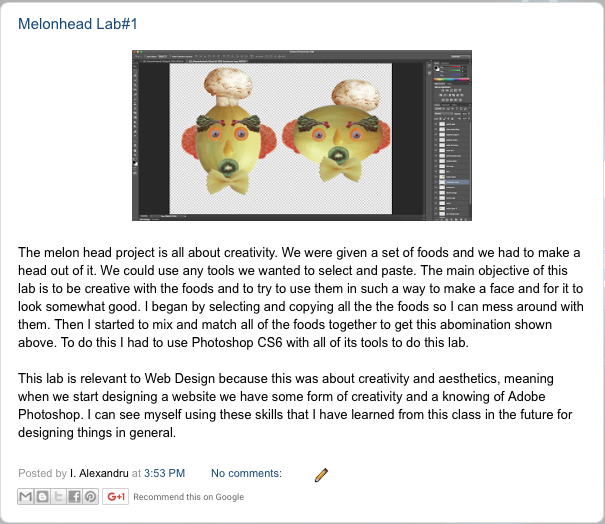 Melonhead Lab#1
The melon head project is all about creativity. We were given a set of foods and we had to make a
head out of it. We could use any tools we wanted to select and paste. The main objective of this
lab is to be creative with the foods and to try to use them in such a way to make a face and for it to
look somewhat good. I began by selecting and copying all the the foods so I can mess around with
them. Then I started to mix and match all of the foods together to get this abomination shown
above. To do this I had to use Photoshop CS6 with all of its tools to do this lab.
This lab is relevant to Web Design because this was about creativity and aesthetics, meaning
when we start designing a website we have some form of creativity and a knowing of Adobe
Photoshop. I can see myself using these skills that I have learned from this class in the future for
designing things in general.
Posted by I. Alexandru at 3:53 PM No comments:
G+1 Recommend this on Google